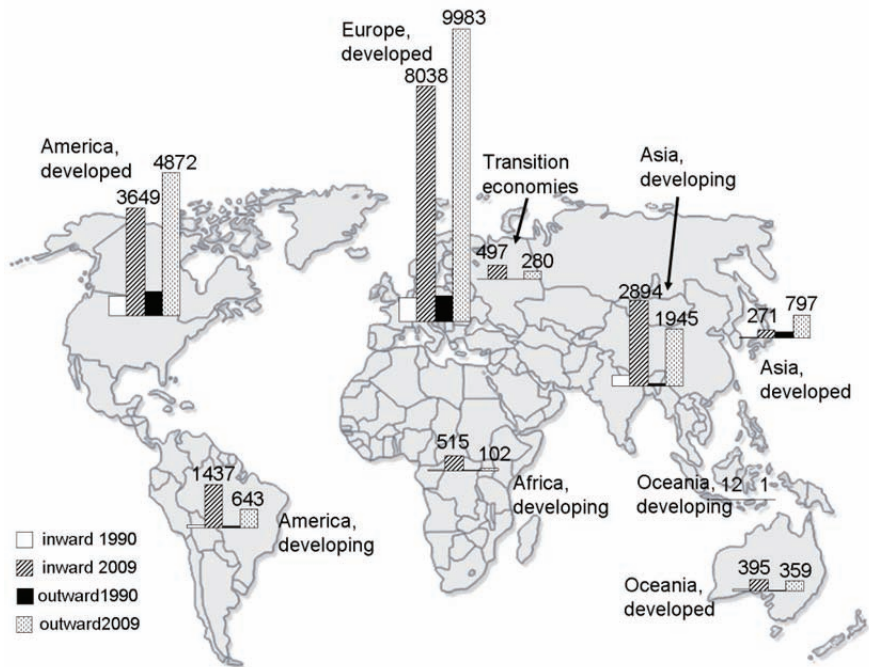 Europe,
developed
9983
8038
America,
developed
4872
3649
Transition
economies
497
280
Asia,
developing
2894
1945
271
797
Asia,
developed
515
102
Africa,
developing
1437
643
America,
developing
Oceania,
developing
12
1
395
359
Oceania,
developed
inward 1990
inward 2009
outward1990
outward2009